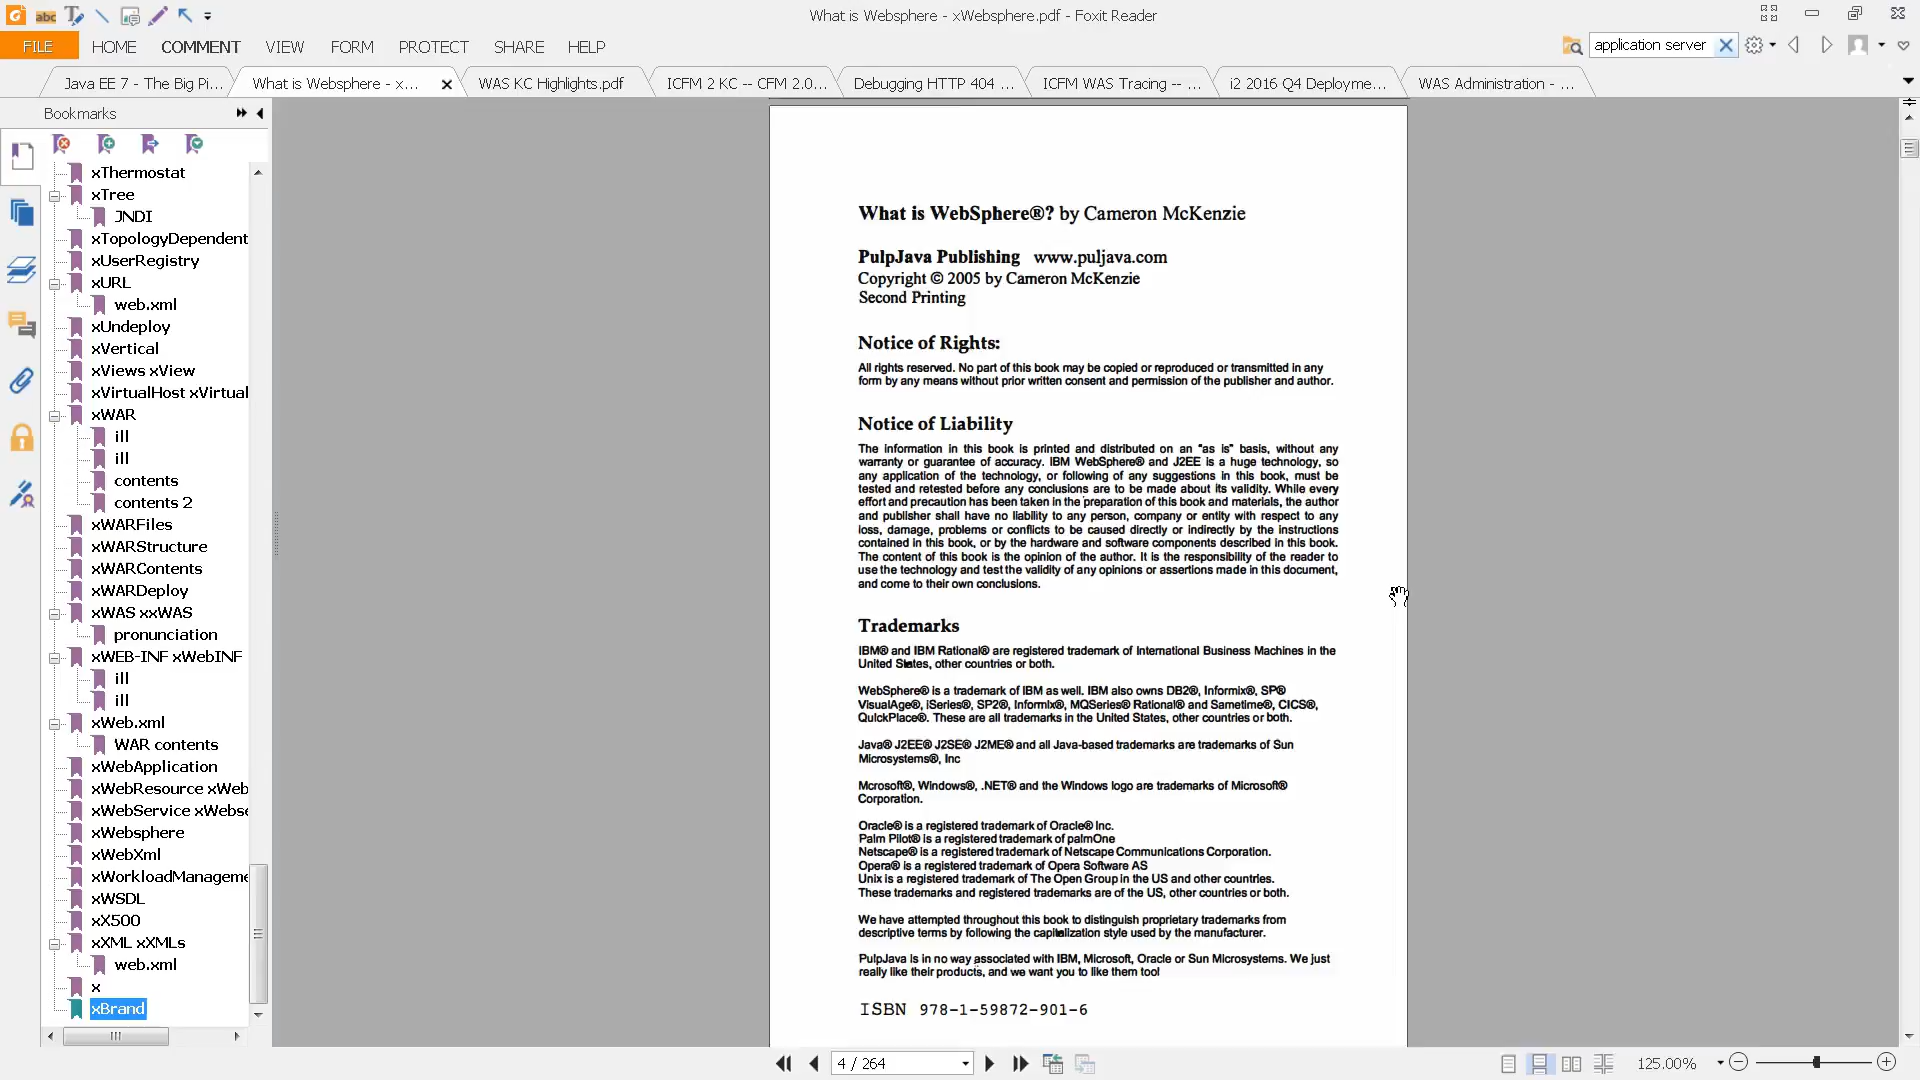 abc
What is Websphere - xWebsphere.pdf - Foxit Reader
FILE
HOME
COMMENT
VIEW
FORM
PROTECT
SHARE
HELP
application server
Java EE 7 - The Big Pi...
What is Websphere - x...
WAS KC Highlights.pdf
ICFM 2 KC -- CFM 2.0...
Debugging HTTP 404 ...
ICFM WAS Tracing -- ...
i2 2016 Q4 Deployme...
WAS Administration - ...
Bookmarks
xThermostat
xTree
JNDI
xTopologyDependent
xUserRegistry
xURL
web.xml
xUndeploy
xVertical
xViews xView
xVirtualHost xVirtual
xWAR
ill
ill
contents
contents 2
xWARFiles
xWARStructure
xWARContents
xWARDeploy
xWAS xxWAS
pronunciation
xWEB-INF xWebINF
ill
ill
xWeb.xml
WAR contents
xWebApplication
xWebResource xWeb
xWebService xWebse
xWebsphere
xWebXml
xWorkloadManageme
xWSDL
xX500
xXML xXMLs
web.xml
x
xBrand
What is WebSphere®? by Cameron McKenzie
PulpJava Publishing www.puljava.com
Copyright © 2005 by Cameron McKenzie
Second Printing
Notice of Rights:
All rights reserved. No part of this book may be copied or reproduced or transmitted in any
form by any means without prior written consent and permission of the publisher and author.
Notice of Liability
The information in this book is printed and distributed on an "as is" basis, without any
warranty or guarantee of accuracy. IBM WebSphere® and J2EE is a huge technology, so
any application of the technology, or following of any suggestions in this book, must be
tested and retested before any conclusions are to be made about its validity. While every
effort and precaution has been taken in the preparation of this book and materials, the author
and publisher shall have no liability to any person, company or entity with respect to any
loss, damage, problems or conflicts to be caused directly or indirectly by the instructions
contained in this book, or by the hardware and software components described in this book.
The content of this book is the opinion of the author. It is the responsibility of the reader to
use the technology and test the validity of any opinions or assertions made in this document,
and come to their own conclusions.
Trademarks
IBM® and IBM Rational® are registered trademark of International Business Machines in the
United States, other countries or both.
WebSphere® is a trademark of IBM as well. IBM also owns DB2®, Informix®, SP®
VisualAge®, iSeries®, SP2®, Informix®, MQSeries® Rational® and Sametime®, CICS®,
QuickPlace®. These are all trademarks in the United States, other countries or both.
Java® J2EE® J2SE® J2ME® and all Java-based trademarks are trademarks of Sun
Microsystems®, Inc
Mcrosoft®, Windows®, .NET® and the Windows logo are trademarks of Microsoft®
Corporation.
Oracle® is a registered trademark of Oracle® Inc.
Palm Pilot® is a registered trademark of palmOne
Netscape® is a registered trademark of Netscape Communications Corporation.
Opera® is a registered trademark of Opera Software AS
Unix is a registered trademark of The Open Group in the US and other countries.
These trademarks and registered trademarks are of the US, other countries or both.
We have attempted throughout this book to distinguish proprietary trademarks from
descriptive terms by following the capitalization style used by the manufacturer.
PulpJava is in no way associated with IBM, Microsoft, Oracle or Sun Microsystems. We just
really like their products, and we want you to like them too!
ISBN 978-1-59872-901-6
4 / 264
125.00%